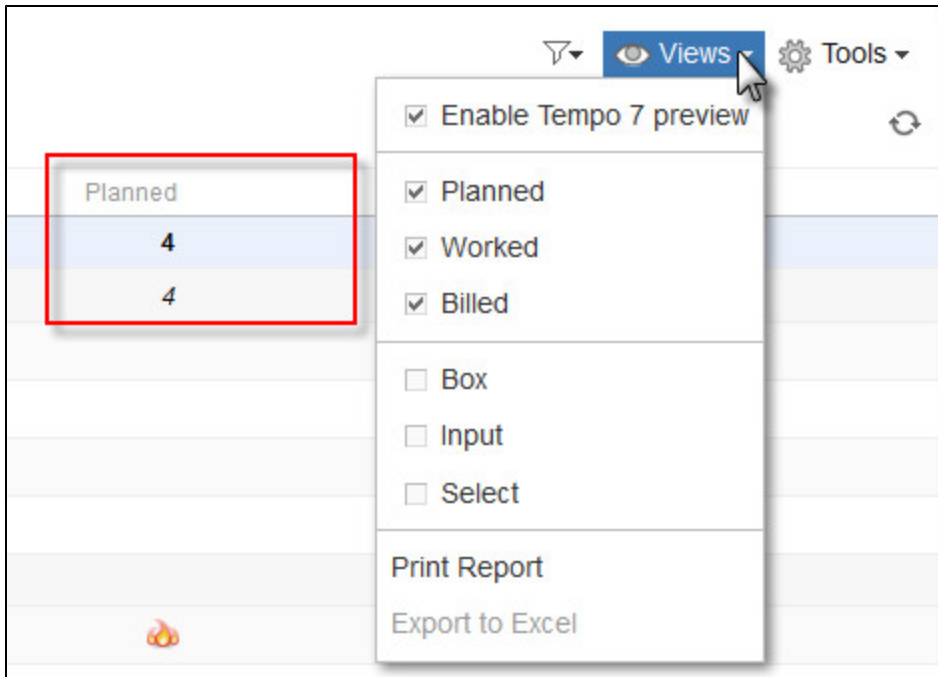 Views
Tools
Enable Tempo 7 preview
Planned
Planned
4
Worked
4
Billed
Box
Input
Select
Print Report
Export to Excel